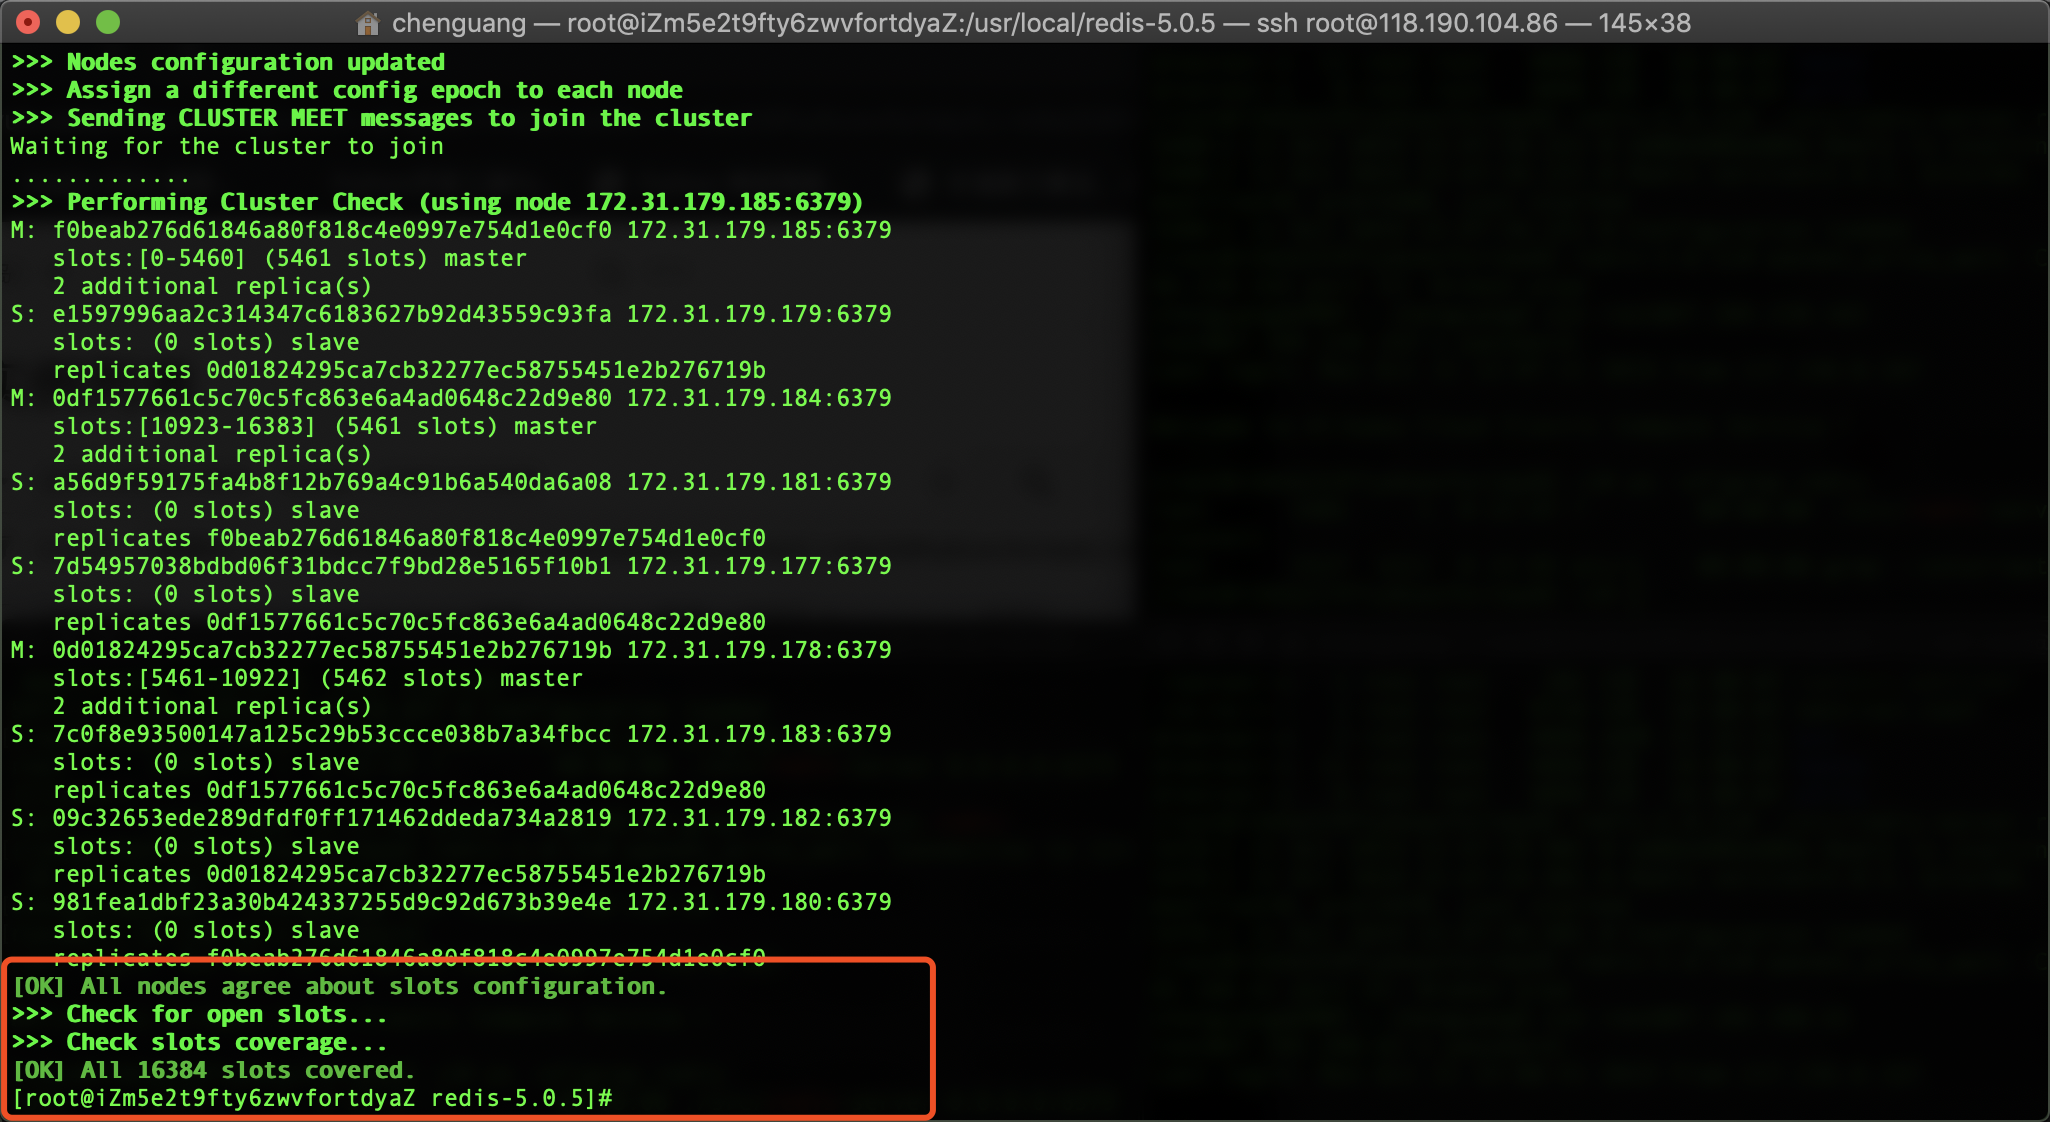 chenguang — root@iZm5e2t9fty6zwvfortdyaZ:/usr/local/redis-5.0.5 — ssh root@118.190.104.86 — 145×38
>>> Nodes configuration updated
>>> Assign a different config epoch to each node
>>> Sending CLUSTER MEET messages to join the cluster
Waiting for the cluster to join
.............
>>> Performing Cluster Check (using node 172.31.179.185:6379)
M: f0beab276d61846a80f818c4e0997e754d1e0cf0 172.31.179.185:6379
   slots:[0-5460] (5461 slots) master
   2 additional replica(s)
S: e1597996aa2c314347c6183627b92d43559c93fa 172.31.179.179:6379
   slots: (0 slots) slave
   replicates 0d01824295ca7cb32277ec58755451e2b276719b
M: 0df1577661c5c70c5fc863e6a4ad0648c22d9e80 172.31.179.184:6379
   slots:[10923-16383] (5461 slots) master
   2 additional replica(s)
S: a56d9f59175fa4b8f12b769a4c91b6a540da6a08 172.31.179.181:6379
   slots: (0 slots) slave
   replicates f0beab276d61846a80f818c4e0997e754d1e0cf0
S: 7d54957038bdbd06f31bdcc7f9bd28e5165f10b1 172.31.179.177:6379
   slots: (0 slots) slave
   replicates 0df1577661c5c70c5fc863e6a4ad0648c22d9e80
M: 0d01824295ca7cb32277ec58755451e2b276719b 172.31.179.178:6379
   slots:[5461-10922] (5462 slots) master
   2 additional replica(s)
S: 7c0f8e93500147a125c29b53ccce038b7a34fbcc 172.31.179.183:6379
   slots: (0 slots) slave
   replicates 0df1577661c5c70c5fc863e6a4ad0648c22d9e80
S: 09c32653ede289dfdf0ff171462ddeda734a2819 172.31.179.182:6379
   slots: (0 slots) slave
   replicates 0d01824295ca7cb32277ec58755451e2b276719b
S: 981fea1dbf23a30b424337255d9c92d673b39e4e 172.31.179.180:6379
   slots: (0 slots) slave
   replicates f0beab276d61846a80f818c4e0997e754d1e0cf0
[OK] All nodes agree about slots configuration.
>>> Check for open slots...
>>> Check slots coverage...
[OK] All 16384 slots covered.
[root@iZm5e2t9fty6zwvfortdyaZ redis-5.0.5]#